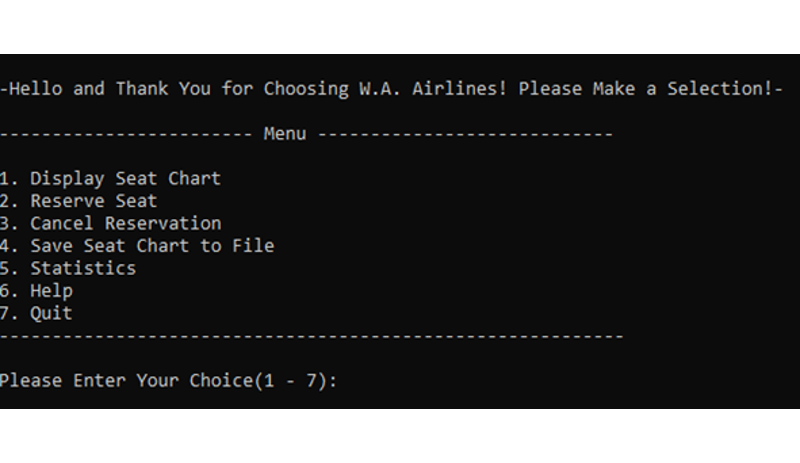 -Hello and Thank You for Choosing W.A. Airlines! Please Make a Selection!-
------------------------ Menu ----------------------------
1. Display Seat Chart
2. Reserve Seat
3. Cancel Reservation
4. Save Seat Chart to File
5. Statistics
6. Help
7. Quit
-----------------------------------------------------------
Please Enter Your Choice(1 - 7):